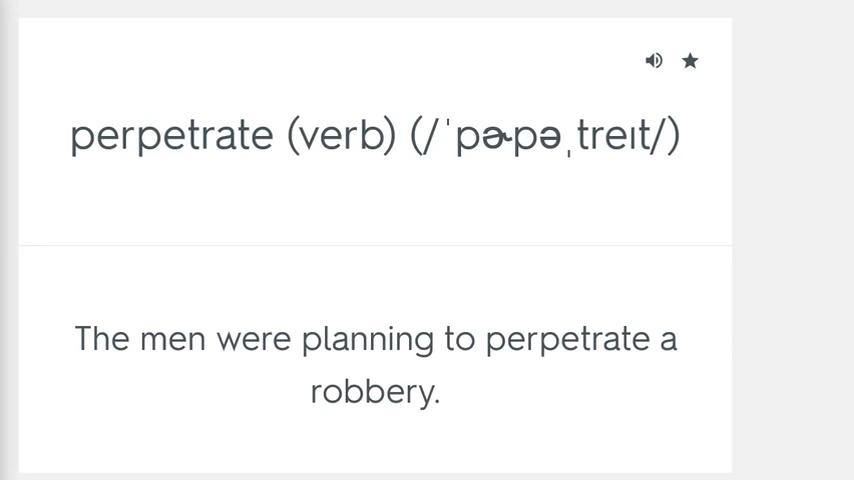 perpetrate (verb) (/ˈpɚpəˌtreɪt/)
The men were planning to perpetrate a
robbery.